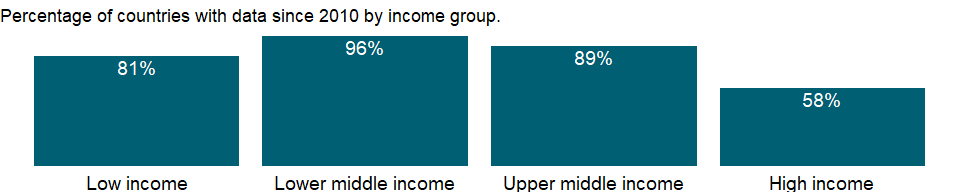 Percentage of countries with data since 2010 by income group.
81%
96%
89%
58%
Low income
Lower middle income
Upper middle income
High income